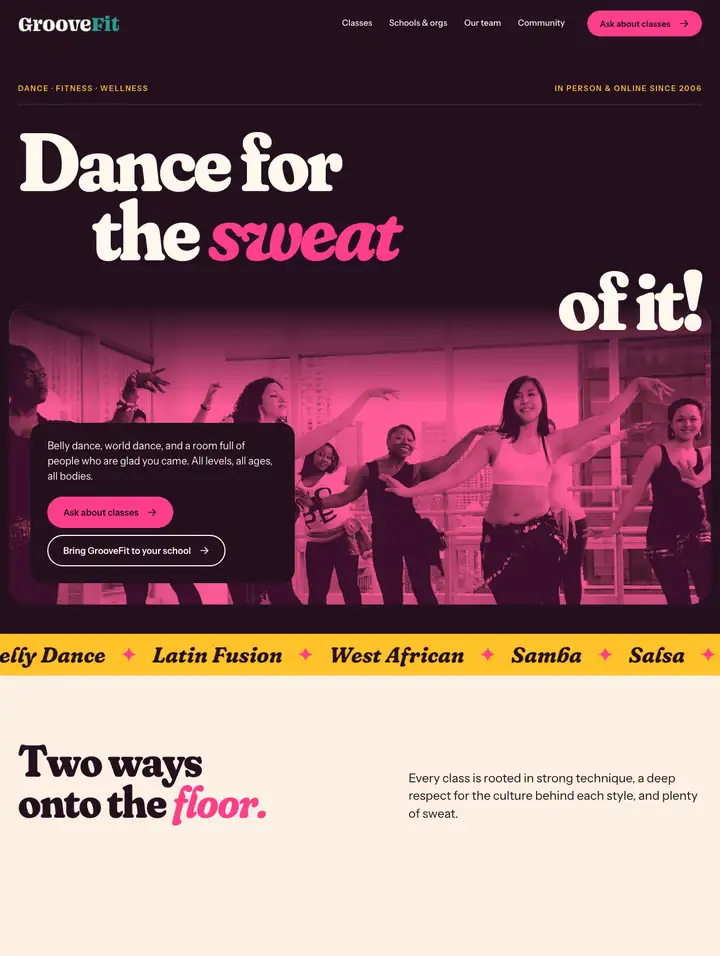 GrooveFit
Classes
Schools & orgs
Our team
Community
Ask about classes
DANCE · FITNESS · WELLNESS
IN PERSON & ONLINE SINCE 2006
Dance for
the sweat
of it!
Belly dance, world dance, and a room full of
people who are glad you came. All levels, all ages,
all bodies.
Ask about classes
Bring GrooveFit to your school
elly Dance ✦ Latin Fusion ✦ West African ✦ Samba ✦ Salsa ✦
Two ways
onto the floor.
Every class is rooted in strong technique, a deep
respect for the culture behind each style, and plenty
of sweat.